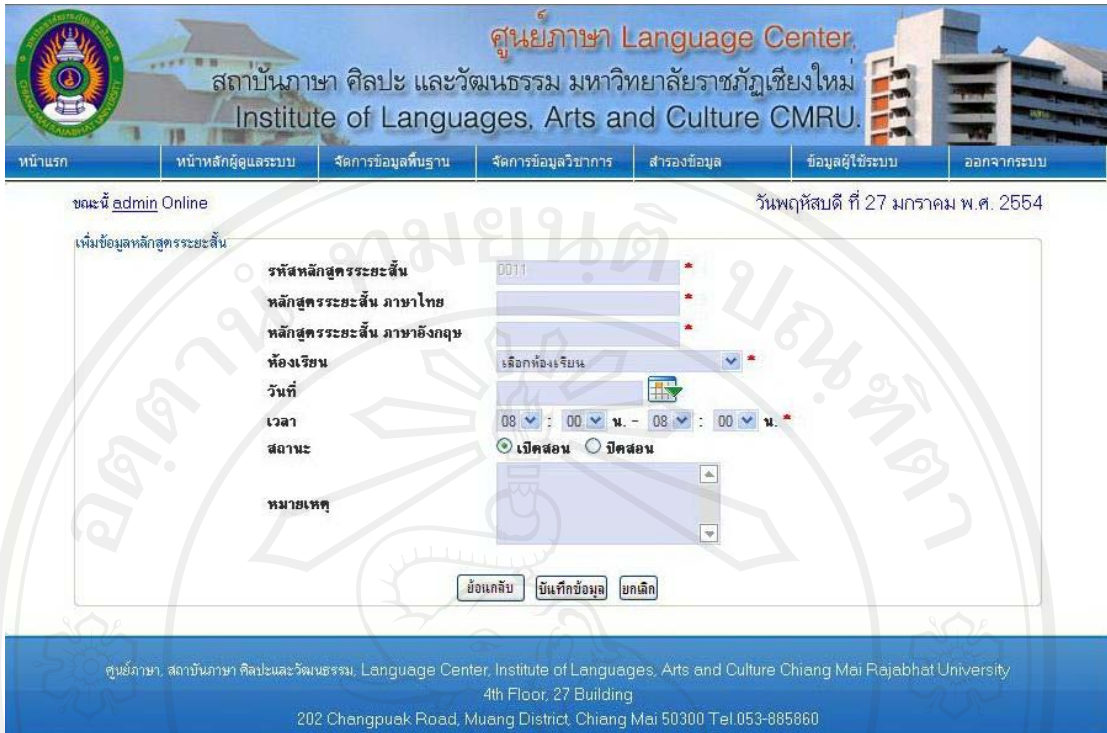 ศูนย์ภาษา Language Center.
สถาบันภาษา ศิลปะ และวัฒนธรรม มหาวิทยาลัยราชภัฏเชียงใหม่
Institute of Languages, Arts and Culture CMRU.
หน้าแรก หน้าหลักผู้ดูแลระบบ จัดการข้อมูลพื้นฐาน จัดการข้อมูลวิชาการ สำรองข้อมูล ข้อมูลผู้ใช้ระบบ ออกจากระบบ
ขณะนี้ admin Online วันพฤหัสบดี ที่ 27 มกราคม พ.ศ. 2554
เพิ่มข้อมูลหลักสูตรระยะสั้น
รหัสหลักสูตรระยะสั้น 0011 *
หลักสูตรระยะสั้น ภาษาไทย *
หลักสูตรระยะสั้น ภาษาอังกฤษ *
ห้องเรียน เลือกห้องเรียน *
วันที่
เวลา 08 : 00 น. - 08 : 00 น. *
สถานะ เปิดสอน ปิดสอน
หมายเหตุ
ย้อนกลับ บันทึกข้อมูล ยกเลิก
ศูนย์ภาษา, สถาบันภาษา ศิลปะและวัฒนธรรม, Language Center, Institute of Languages, Arts and Culture Chiang Mai Rajabhat University
4th Floor, 27 Building
202 Changpuak Road, Muang District, Chiang Mai 50300 Tel.053-885860